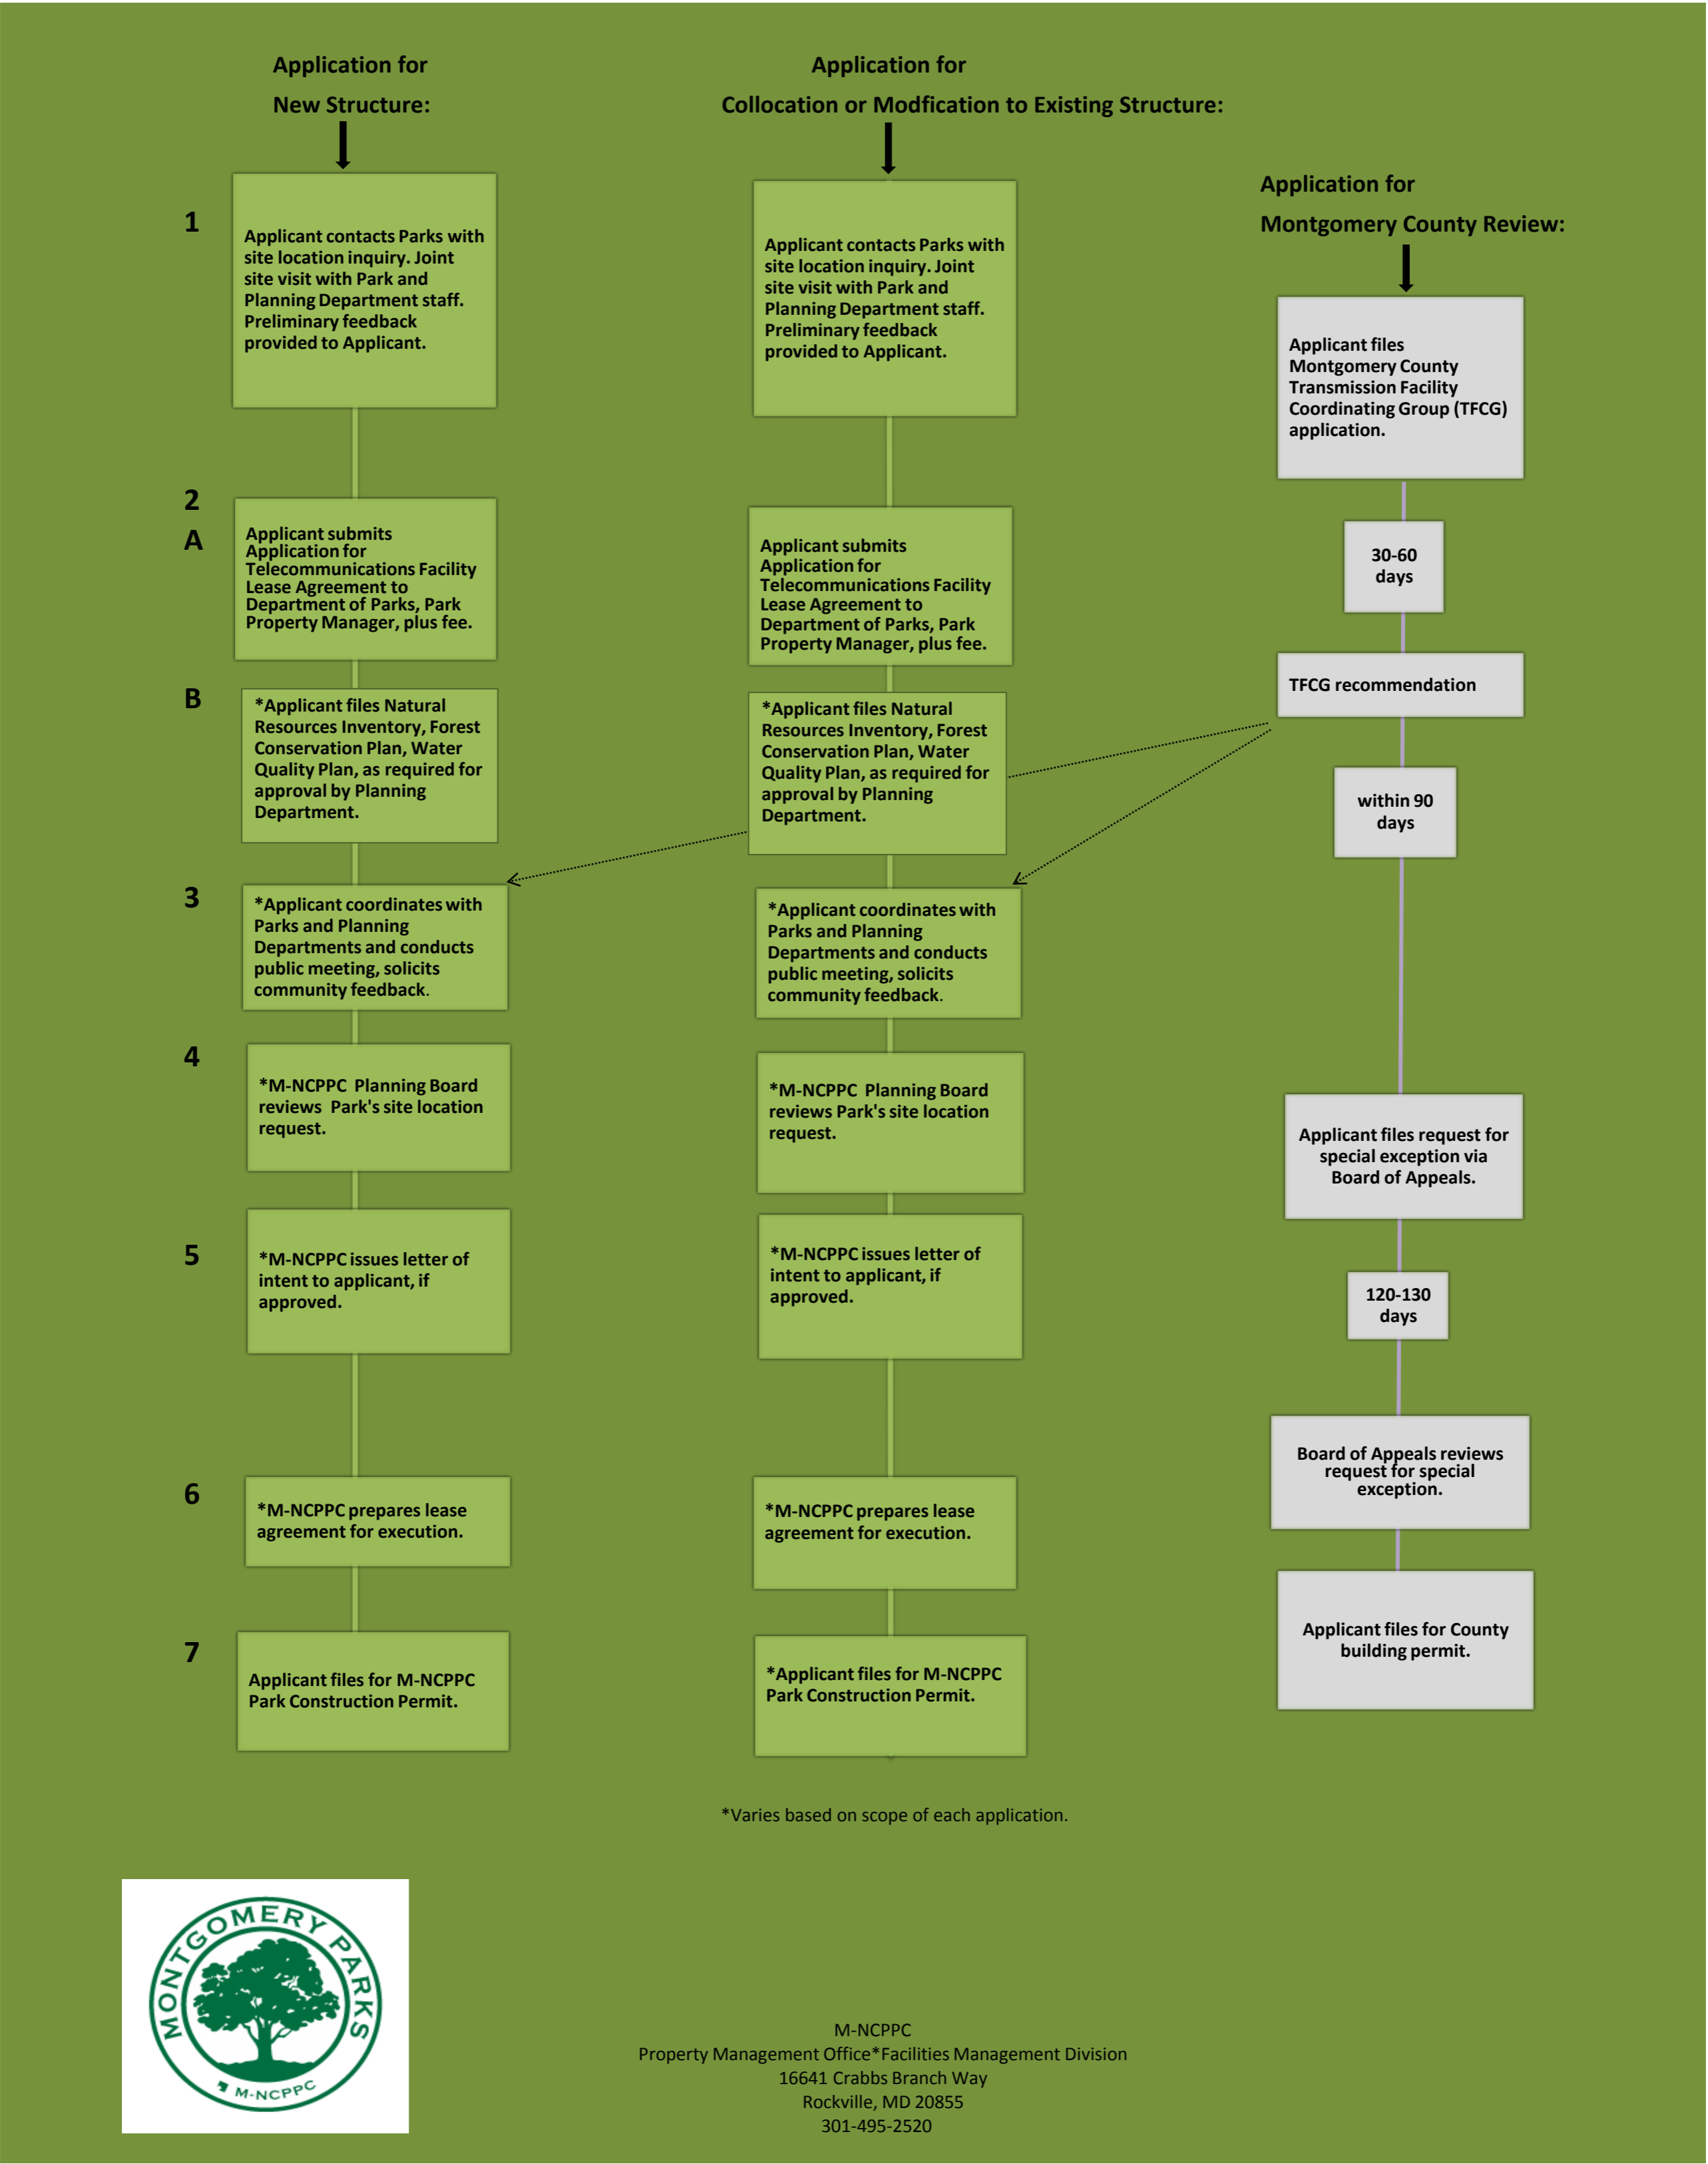 Application for
New Structure:
1
Applicant contacts Parks with
site location inquiry. Joint
site visit with Park and
Planning Department staff.
Preliminary feedback
provided to Applicant.
2
A
Applicant submits
Application for
Telecommunications Facility
Lease Agreement to
Department of Parks, Park
Property Manager, plus fee.
B
*Applicant files Natural
Resources Inventory, Forest
Conservation Plan, Water
Quality Plan, as required for
approval by Planning
Department.
3
*Applicant coordinates with
Parks and Planning
Departments and conducts
public meeting, solicits
community feedback.
4
*M-NCPPC Planning Board
reviews Park's site location
request.
5
*M-NCPPC issues letter of
intent to applicant, if
approved.
6
*M-NCPPC prepares lease
agreement for execution.
7
Applicant files for M-NCPPC
Park Construction Permit.
Application for
Collocation or Modfication to Existing Structure:
Applicant contacts Parks with
site location inquiry. Joint
site visit with Park and
Planning Department staff.
Preliminary feedback
provided to Applicant.
Applicant submits
Application for
Telecommunications Facility
Lease Agreement to
Department of Parks, Park
Property Manager, plus fee.
*Applicant files Natural
Resources Inventory, Forest
Conservation Plan, Water
Quality Plan, as required for
approval by Planning
Department.
*Applicant coordinates with
Parks and Planning
Departments and conducts
public meeting, solicits
community feedback.
*M-NCPPC Planning Board
reviews Park's site location
request.
*M-NCPPC issues letter of
intent to applicant, if
approved.
*M-NCPPC prepares lease
agreement for execution.
*Applicant files for M-NCPPC
Park Construction Permit.
Application for
Montgomery County Review:
Applicant files
Montgomery County
Transmission Facility
Coordinating Group (TFCG)
application.
30-60
days
TFCG recommendation
within 90
days
Applicant files request for
special exception via
Board of Appeals.
120-130
days
Board of Appeals reviews
request for special
exception.
Applicant files for County
building permit.
*Varies based on scope of each application.
MONTGOMERY PARKS
M-NCPPC
M-NCPPC
Property Management Office*Facilities Management Division
16641 Crabbs Branch Way
Rockville, MD 20855
301-495-2520